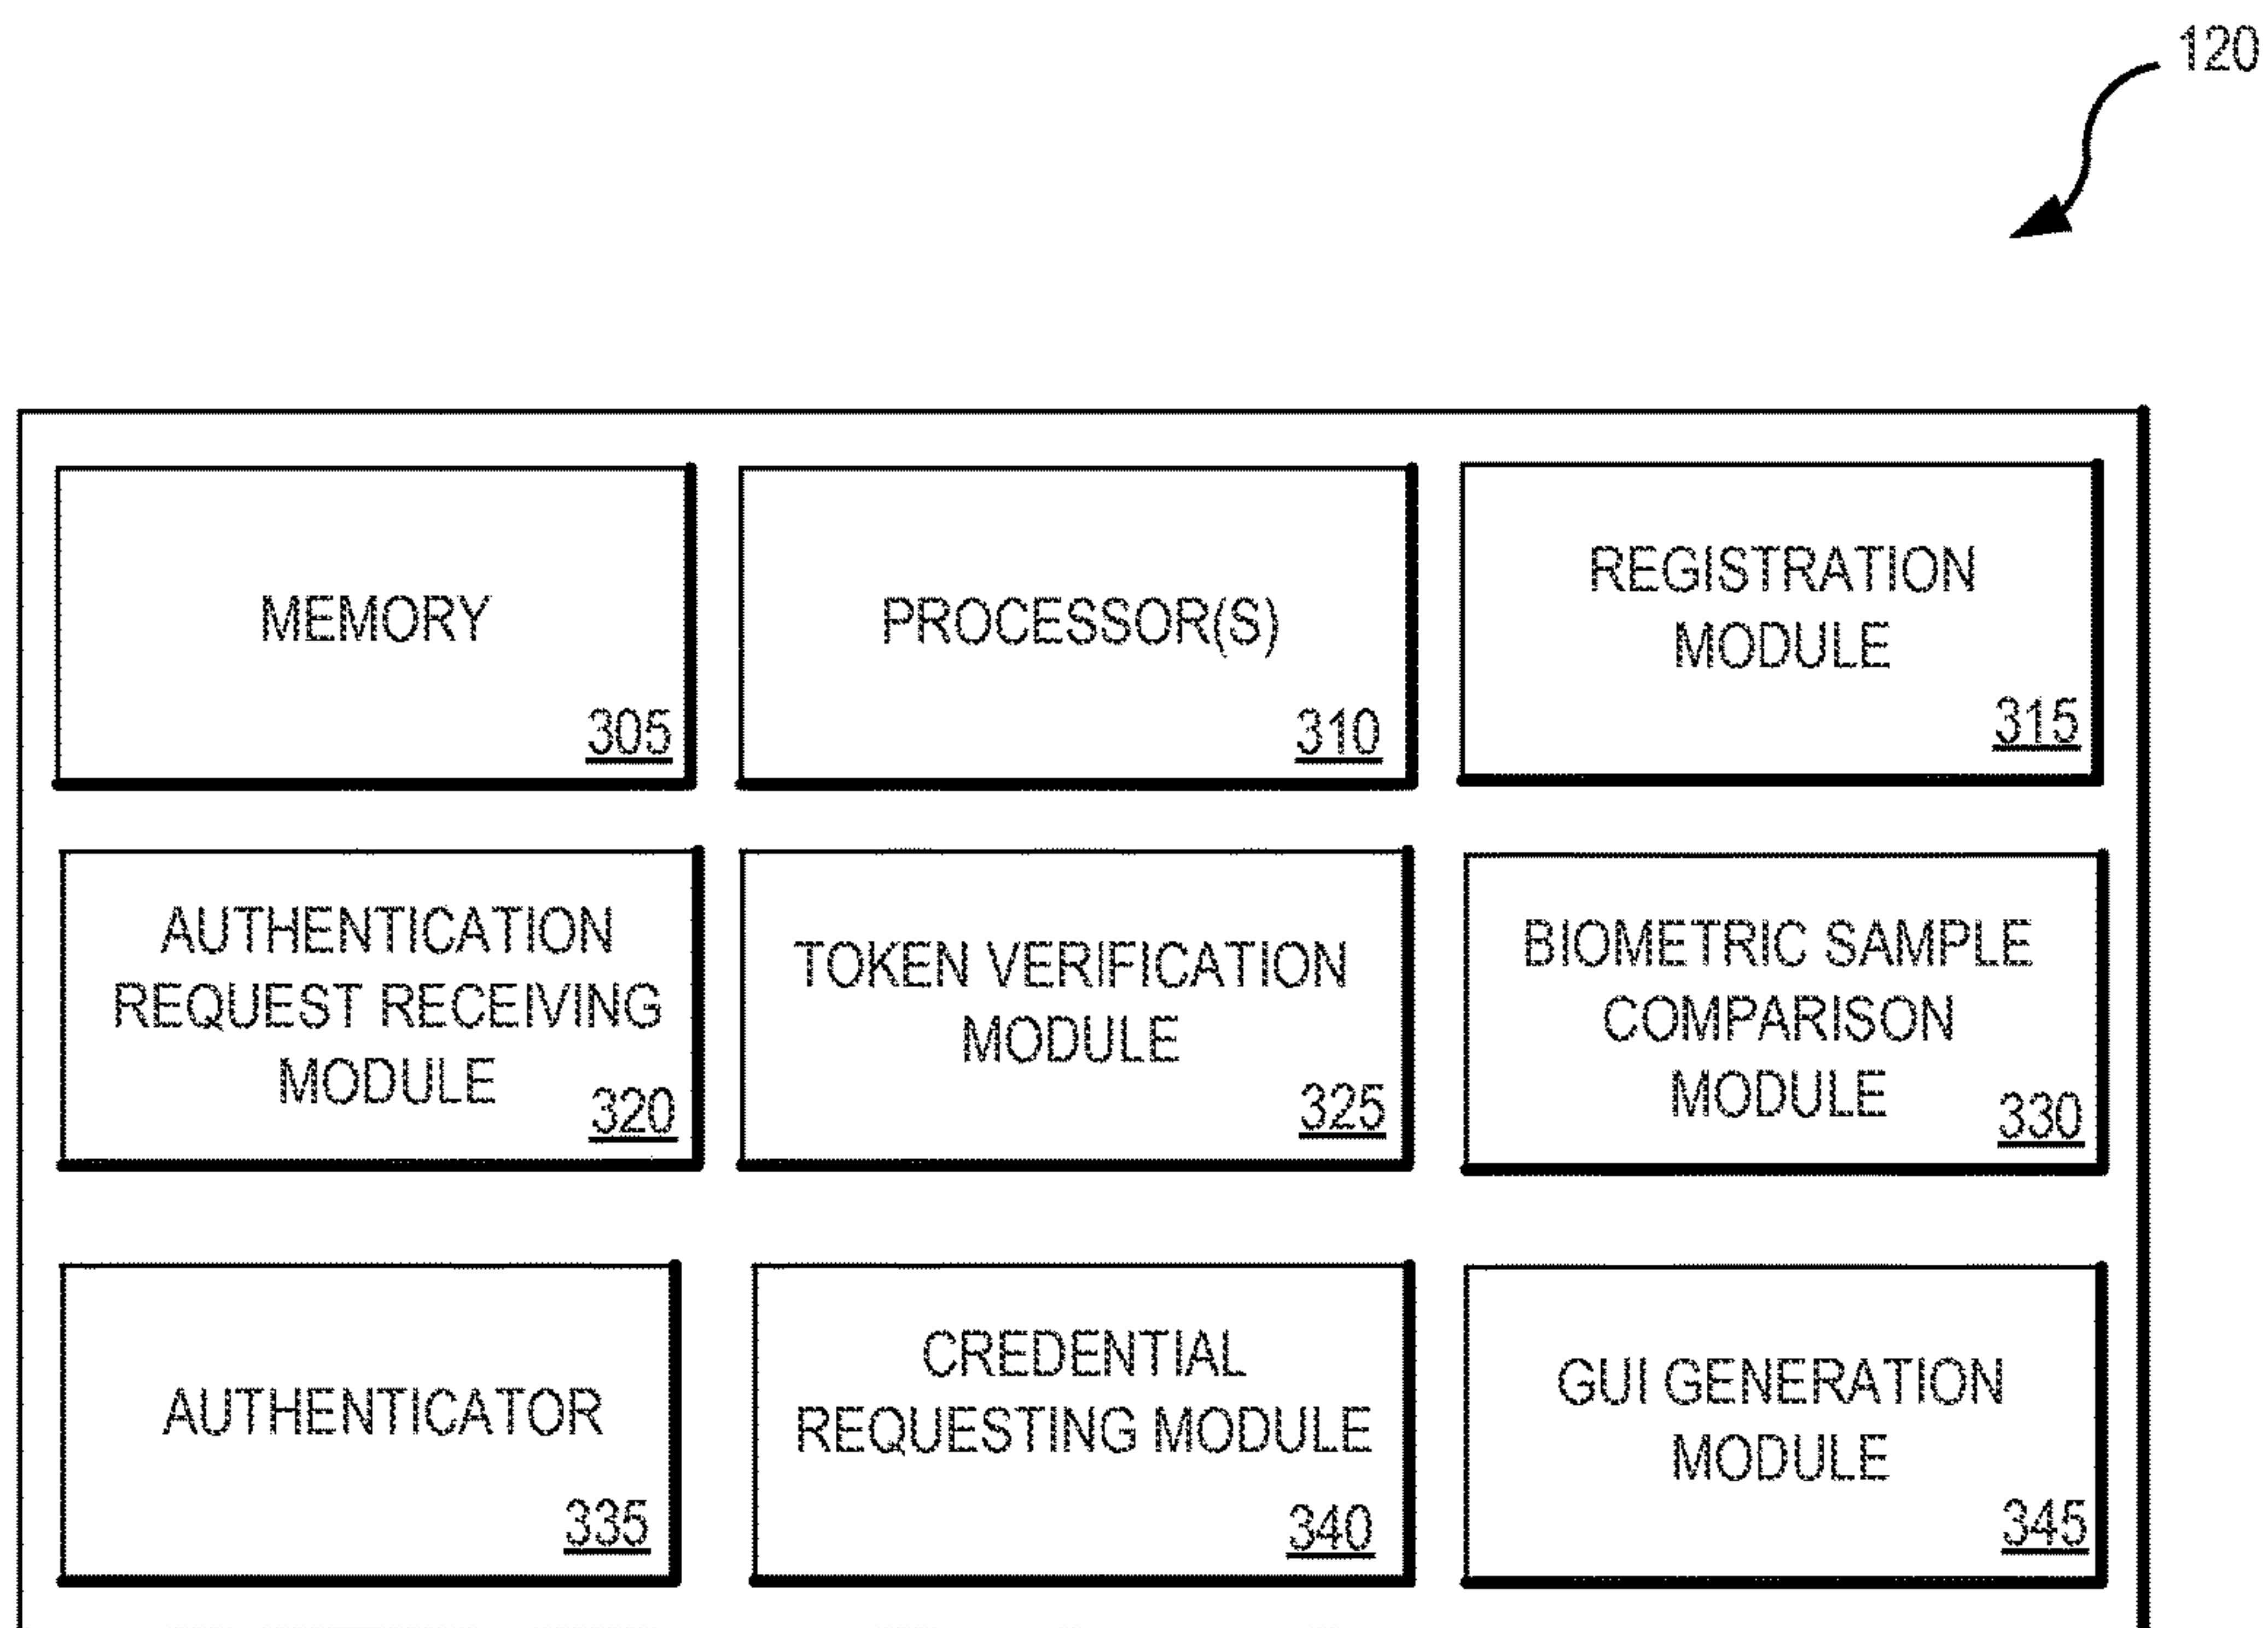 120
MEMORY
305
PROCESSOR(S)
310
REGISTRATION
MODULE
315
AUTHENTICATION
REQUEST RECEIVING
MODULE
320
TOKEN VERIFICATION
MODULE
325
BIOMETRIC SAMPLE
COMPARISON
MODULE
330
AUTHENTICATOR
335
CREDENTIAL
REQUESTING MODULE
340
GUI GENERATION
MODULE
345